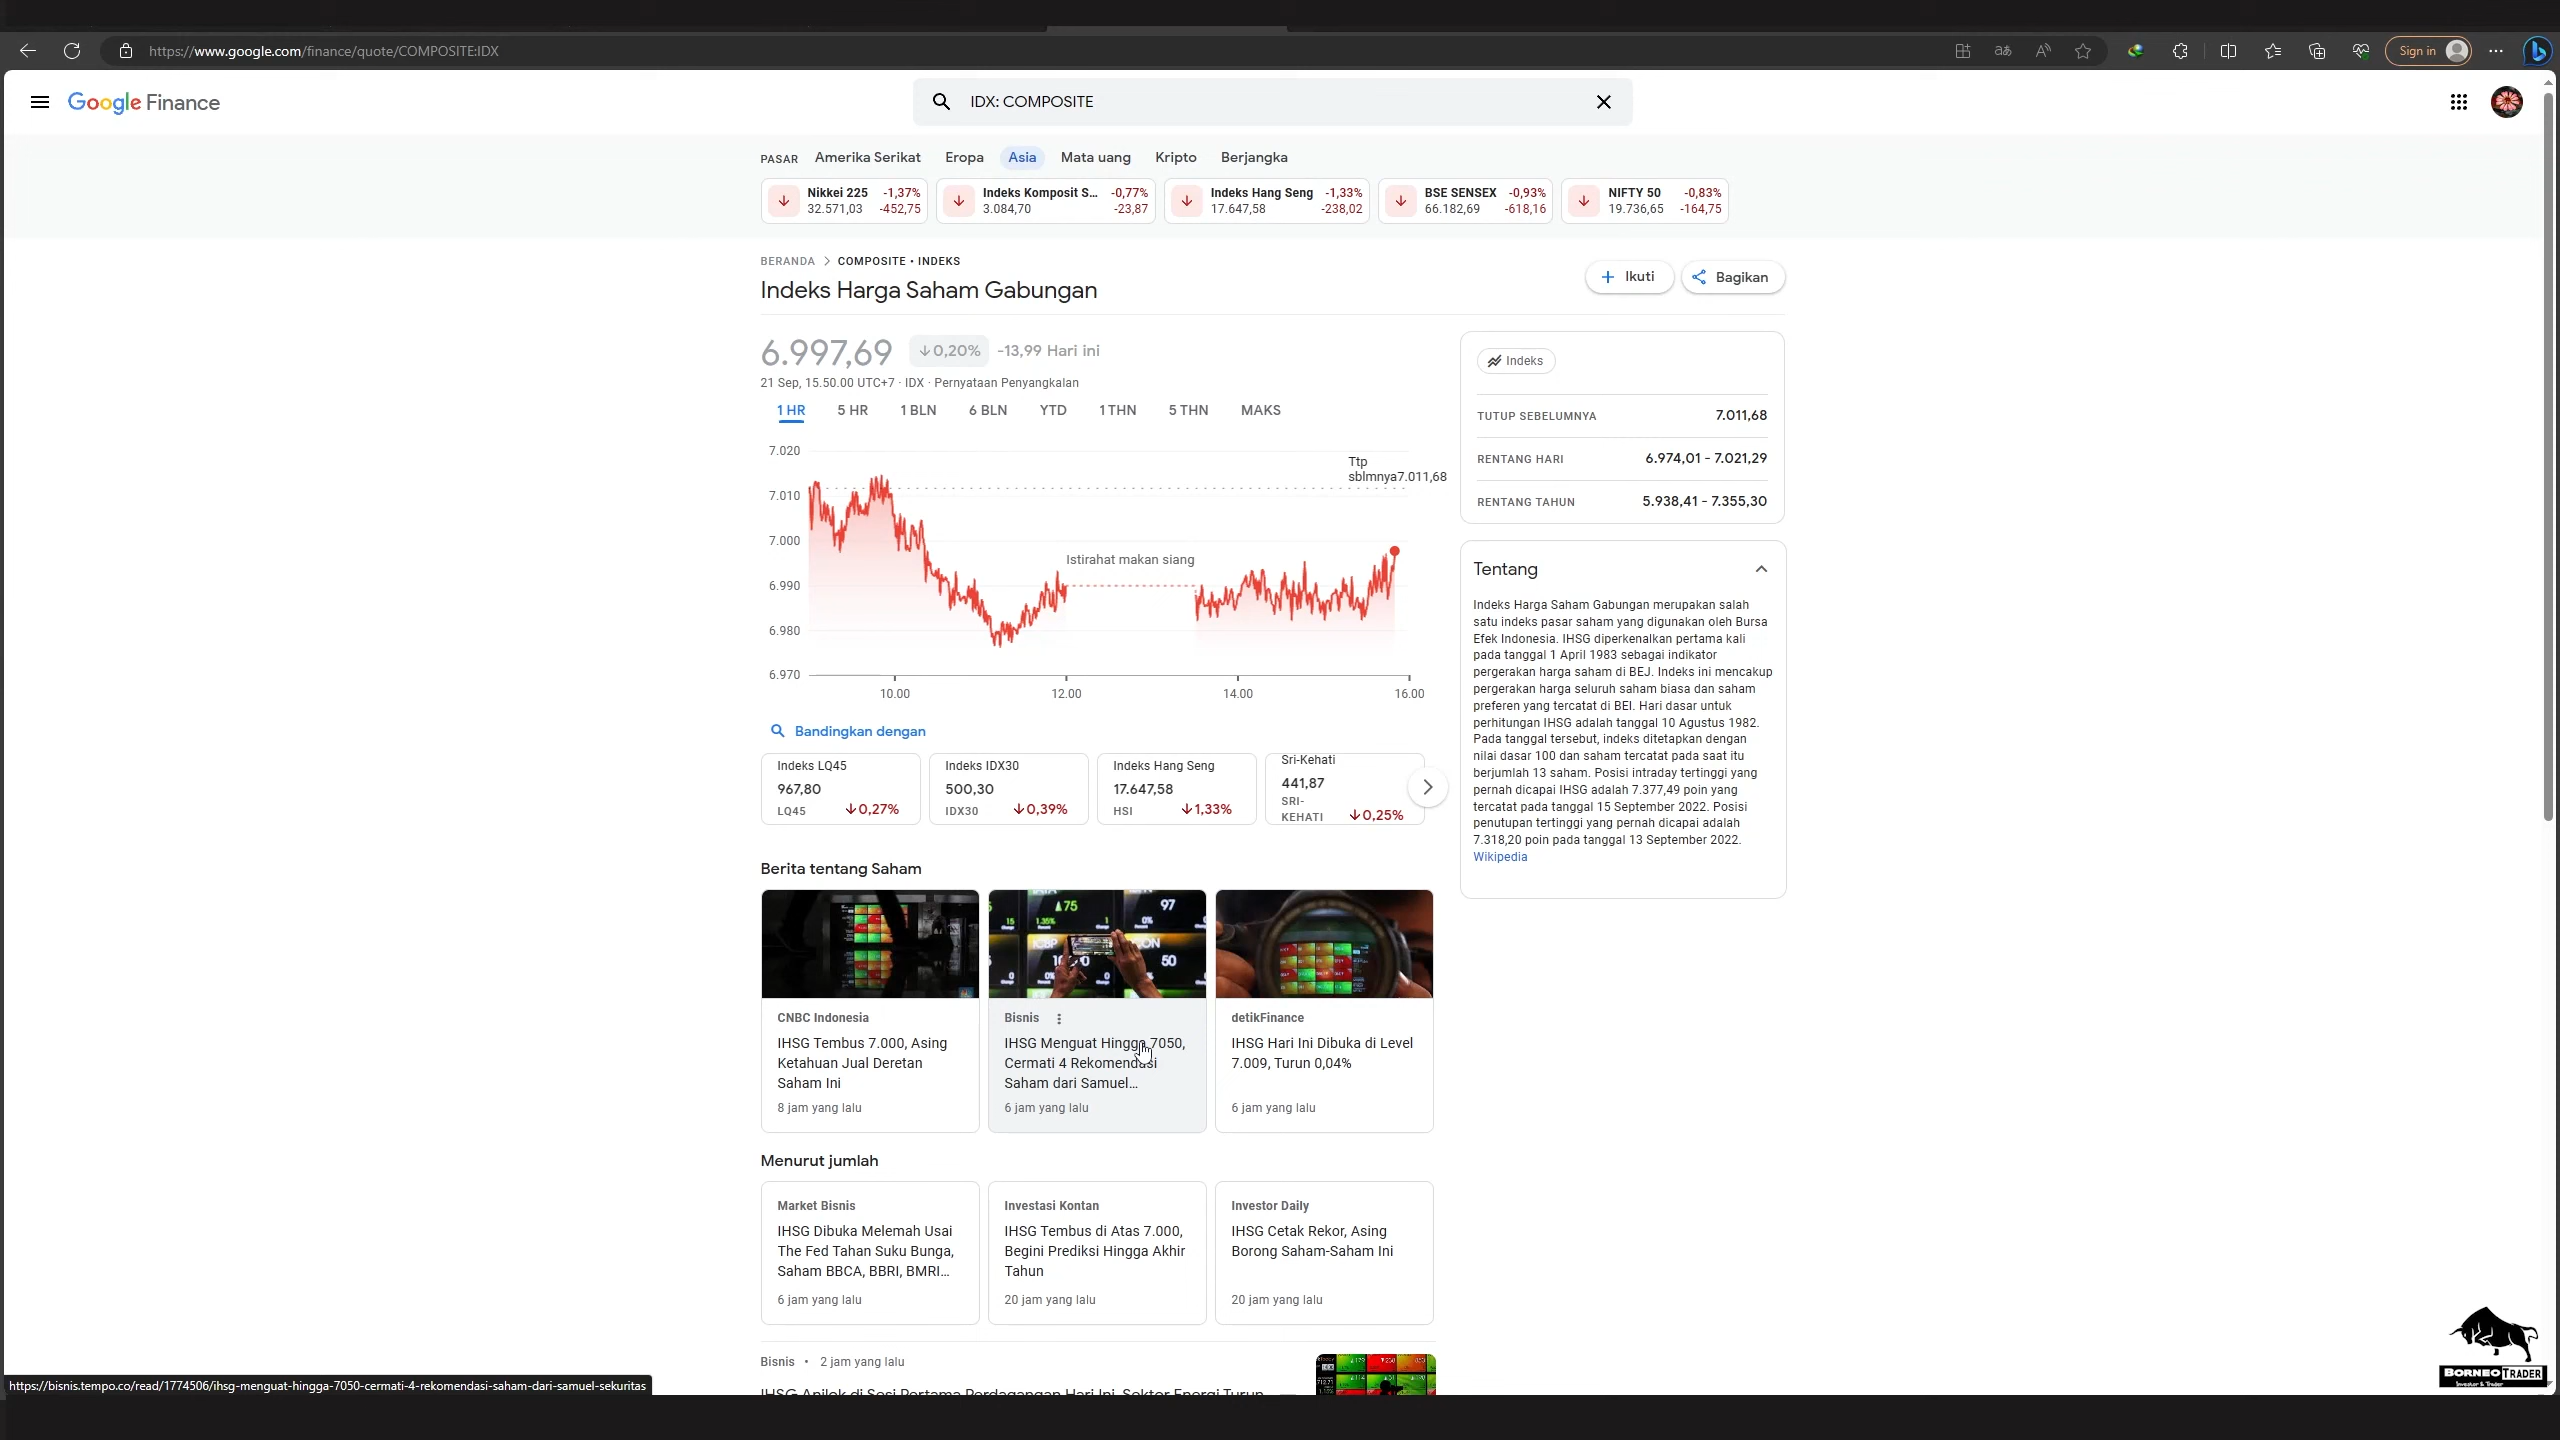 https://www.google.com/finance/quote/COMPOSITE:IDX
Sign in
Google Finance
IDX: COMPOSITE
PASAR
Amerika Serikat
Eropa
Asia
Mata uang
Kripto
Berjangka
Nikkei 225 -1,37%
32.571,03 -452,75
Indeks Komposit S... -0,77%
3.084,70 -23,87
Indeks Hang Seng -1,33%
17.647,58 -238,02
BSE SENSEX -0,93%
66.182,69 -618,16
NIFTY 50 -0,83%
19.736,65 -164,75
BERANDA > COMPOSITE • INDEKS
Indeks Harga Saham Gabungan
Ikuti
Bagikan
6.997,69 ↓0,20% -13,99 Hari ini
21 Sep, 15.50.00 UTC+7 · IDX · Pernyataan Penyangkalan
1 HR
5 HR
1 BLN
6 BLN
YTD
1 THN
5 THN
MAKS
7.020
7.010
7.000
6.990
6.980
6.970
Ttp
sblmnya7.011,68
Istirahat makan siang
10.00
12.00
14.00
16.00
Indeks
TUTUP SEBELUMNYA 7.011,68
RENTANG HARI 6.974,01 - 7.021,29
RENTANG TAHUN 5.938,41 - 7.355,30
Tentang
Indeks Harga Saham Gabungan merupakan salah
satu indeks pasar saham yang digunakan oleh Bursa
Efek Indonesia. IHSG diperkenalkan pertama kali
pada tanggal 1 April 1983 sebagai indikator
pergerakan harga saham di BEJ. Indeks ini mencakup
pergerakan harga seluruh saham biasa dan saham
preferen yang tercatat di BEI. Hari dasar untuk
perhitungan IHSG adalah tanggal 10 Agustus 1982.
Pada tanggal tersebut, indeks ditetapkan dengan
nilai dasar 100 dan saham tercatat pada saat itu
berjumlah 13 saham. Posisi intraday tertinggi yang
pernah dicapai IHSG adalah 7.377,49 poin yang
tercatat pada tanggal 15 September 2022. Posisi
penutupan tertinggi yang pernah dicapai adalah
7.318,20 poin pada tanggal 13 September 2022.
Wikipedia
Bandingkan dengan
Indeks LQ45
967,80
LQ45 ↓0,27%
Indeks IDX30
500,30
IDX30 ↓0,39%
Indeks Hang Seng
17.647,58
HSI ↓1,33%
Sri-Kehati
441,87
SRI-
KEHATI ↓0,25%
Berita tentang Saham
75
97
50
CNBC Indonesia
IHSG Tembus 7.000, Asing
Ketahuan Jual Deretan
Saham Ini
8 jam yang lalu
Bisnis
IHSG Menguat Hingga 7050,
Cermati 4 Rekomendasi
Saham dari Samuel...
6 jam yang lalu
detikFinance
IHSG Hari Ini Dibuka di Level
7.009, Turun 0,04%
6 jam yang lalu
Menurut jumlah
Market Bisnis
IHSG Dibuka Melemah Usai
The Fed Tahan Suku Bunga,
Saham BBCA, BBRI, BMRI...
6 jam yang lalu
Investasi Kontan
IHSG Tembus di Atas 7.000,
Begini Prediksi Hingga Akhir
Tahun
20 jam yang lalu
Investor Daily
IHSG Cetak Rekor, Asing
Borong Saham-Saham Ini
20 jam yang lalu
Bisnis • 2 jam yang lalu
IHSG Anjlok di Sesi Pertama Perdagangan Hari Ini, Sektor Energi Turun
https://bisnis.tempo.co/read/1774506/ihsg-menguat-hingga-7050-cermati-4-rekomendasi-saham-dari-samuel-sekuritas
BORNEO TRADER
Investor & Trader